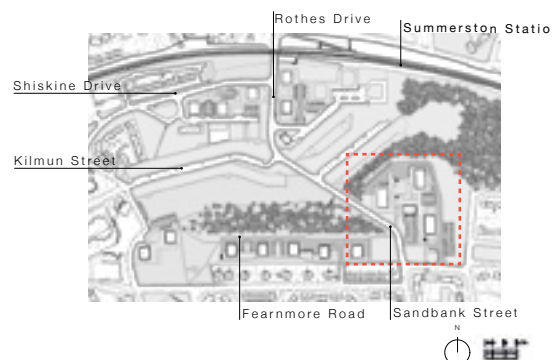 Rothes Drive
Summerston Statio
Shiskine Drive
Kilmun Street
Fearnmore Road
Sandbank Street
N